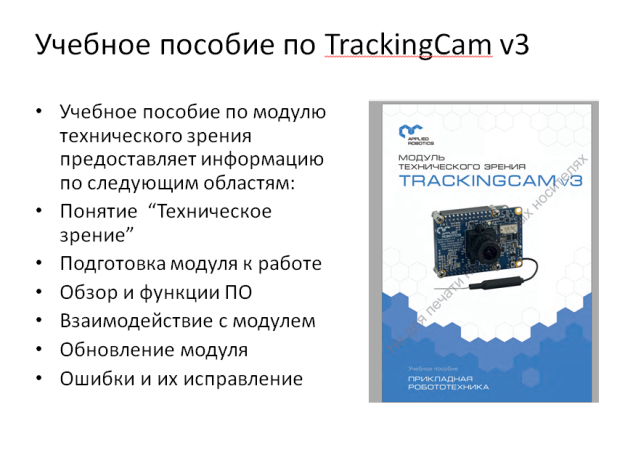 Учебное пособие по TrackingCam v3
• Учебное пособие по модулю
технического зрения
предоставляет информацию
по следующим областям:
• Понятие “Техническое
зрение”
• Подготовка модуля к работе
• Обзор и функции ПО
• Взаимодействие с модулем
• Обновление модуля
• Ошибки и их исправление
APPLIED
ROBOTICS
МОДУЛЬ
ТЕХНИЧЕСКОГО ЗРЕНИЯ
TRACKINGCAM v3
печати
носителях
Учебное пособие
ПРИКЛАДНАЯ
РОБОТОТЕХНИКА